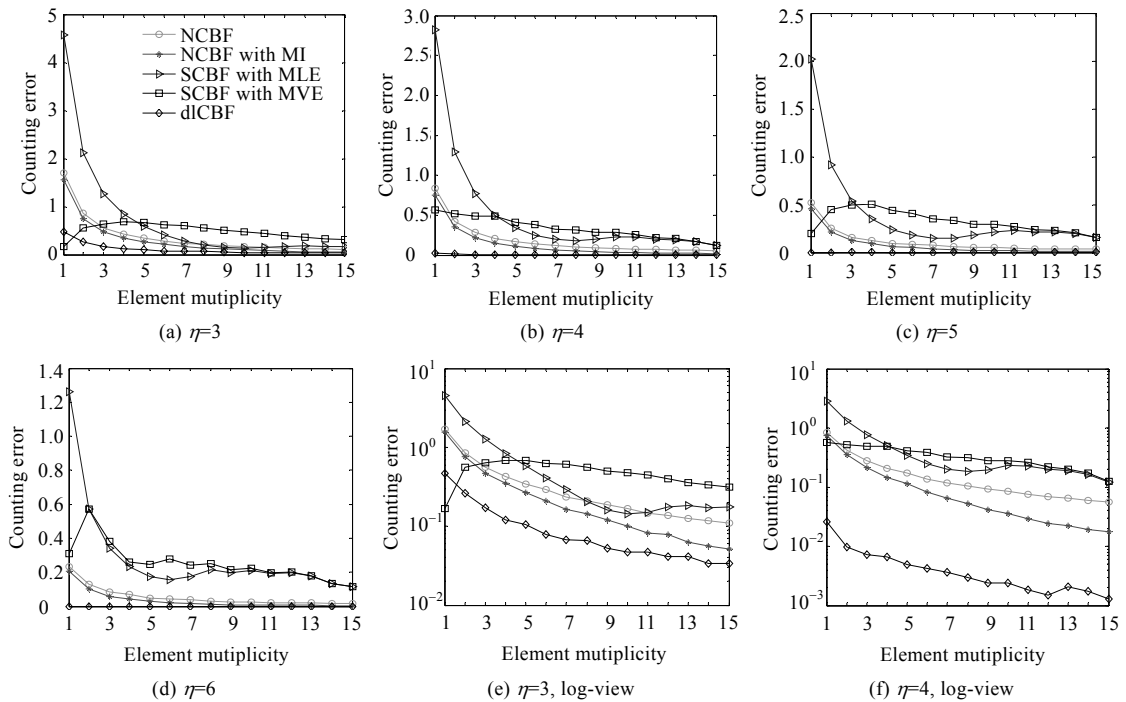 5
4
3
2
1
0
Counting error
NCBF
NCBF with MI
SCBF with MLE
SCBF with MVE
dlCBF
1 3 5 7 9 11 13 15
Element mutiplicity
(a) η=3
4.0
3.0
2.0
1.0
0.5
0
Counting error
1 3 5 7 9 11 13 15
Element mutiplicity
(b) η=4
2.5
2.0
1.5
1.0
0.5
0
Counting error
1 3 5 7 9 11 13 15
Element mutiplicity
(c) η=5
1.4
1.2
1.0
0.8
0.6
0.4
0.2
0
Counting error
1 3 5 7 9 11 13 15
Element mutiplicity
(d) η=6
10¹
10⁰
10⁻¹
10⁻²
Counting error
1 3 5 7 9 11 13 15
Element mutiplicity
(e) η=3, log-view
10¹
10⁰
10⁻¹
10⁻²
10⁻³
Counting error
1 3 5 7 9 11 13 15
Element mutiplicity
(f) η=4, log-view